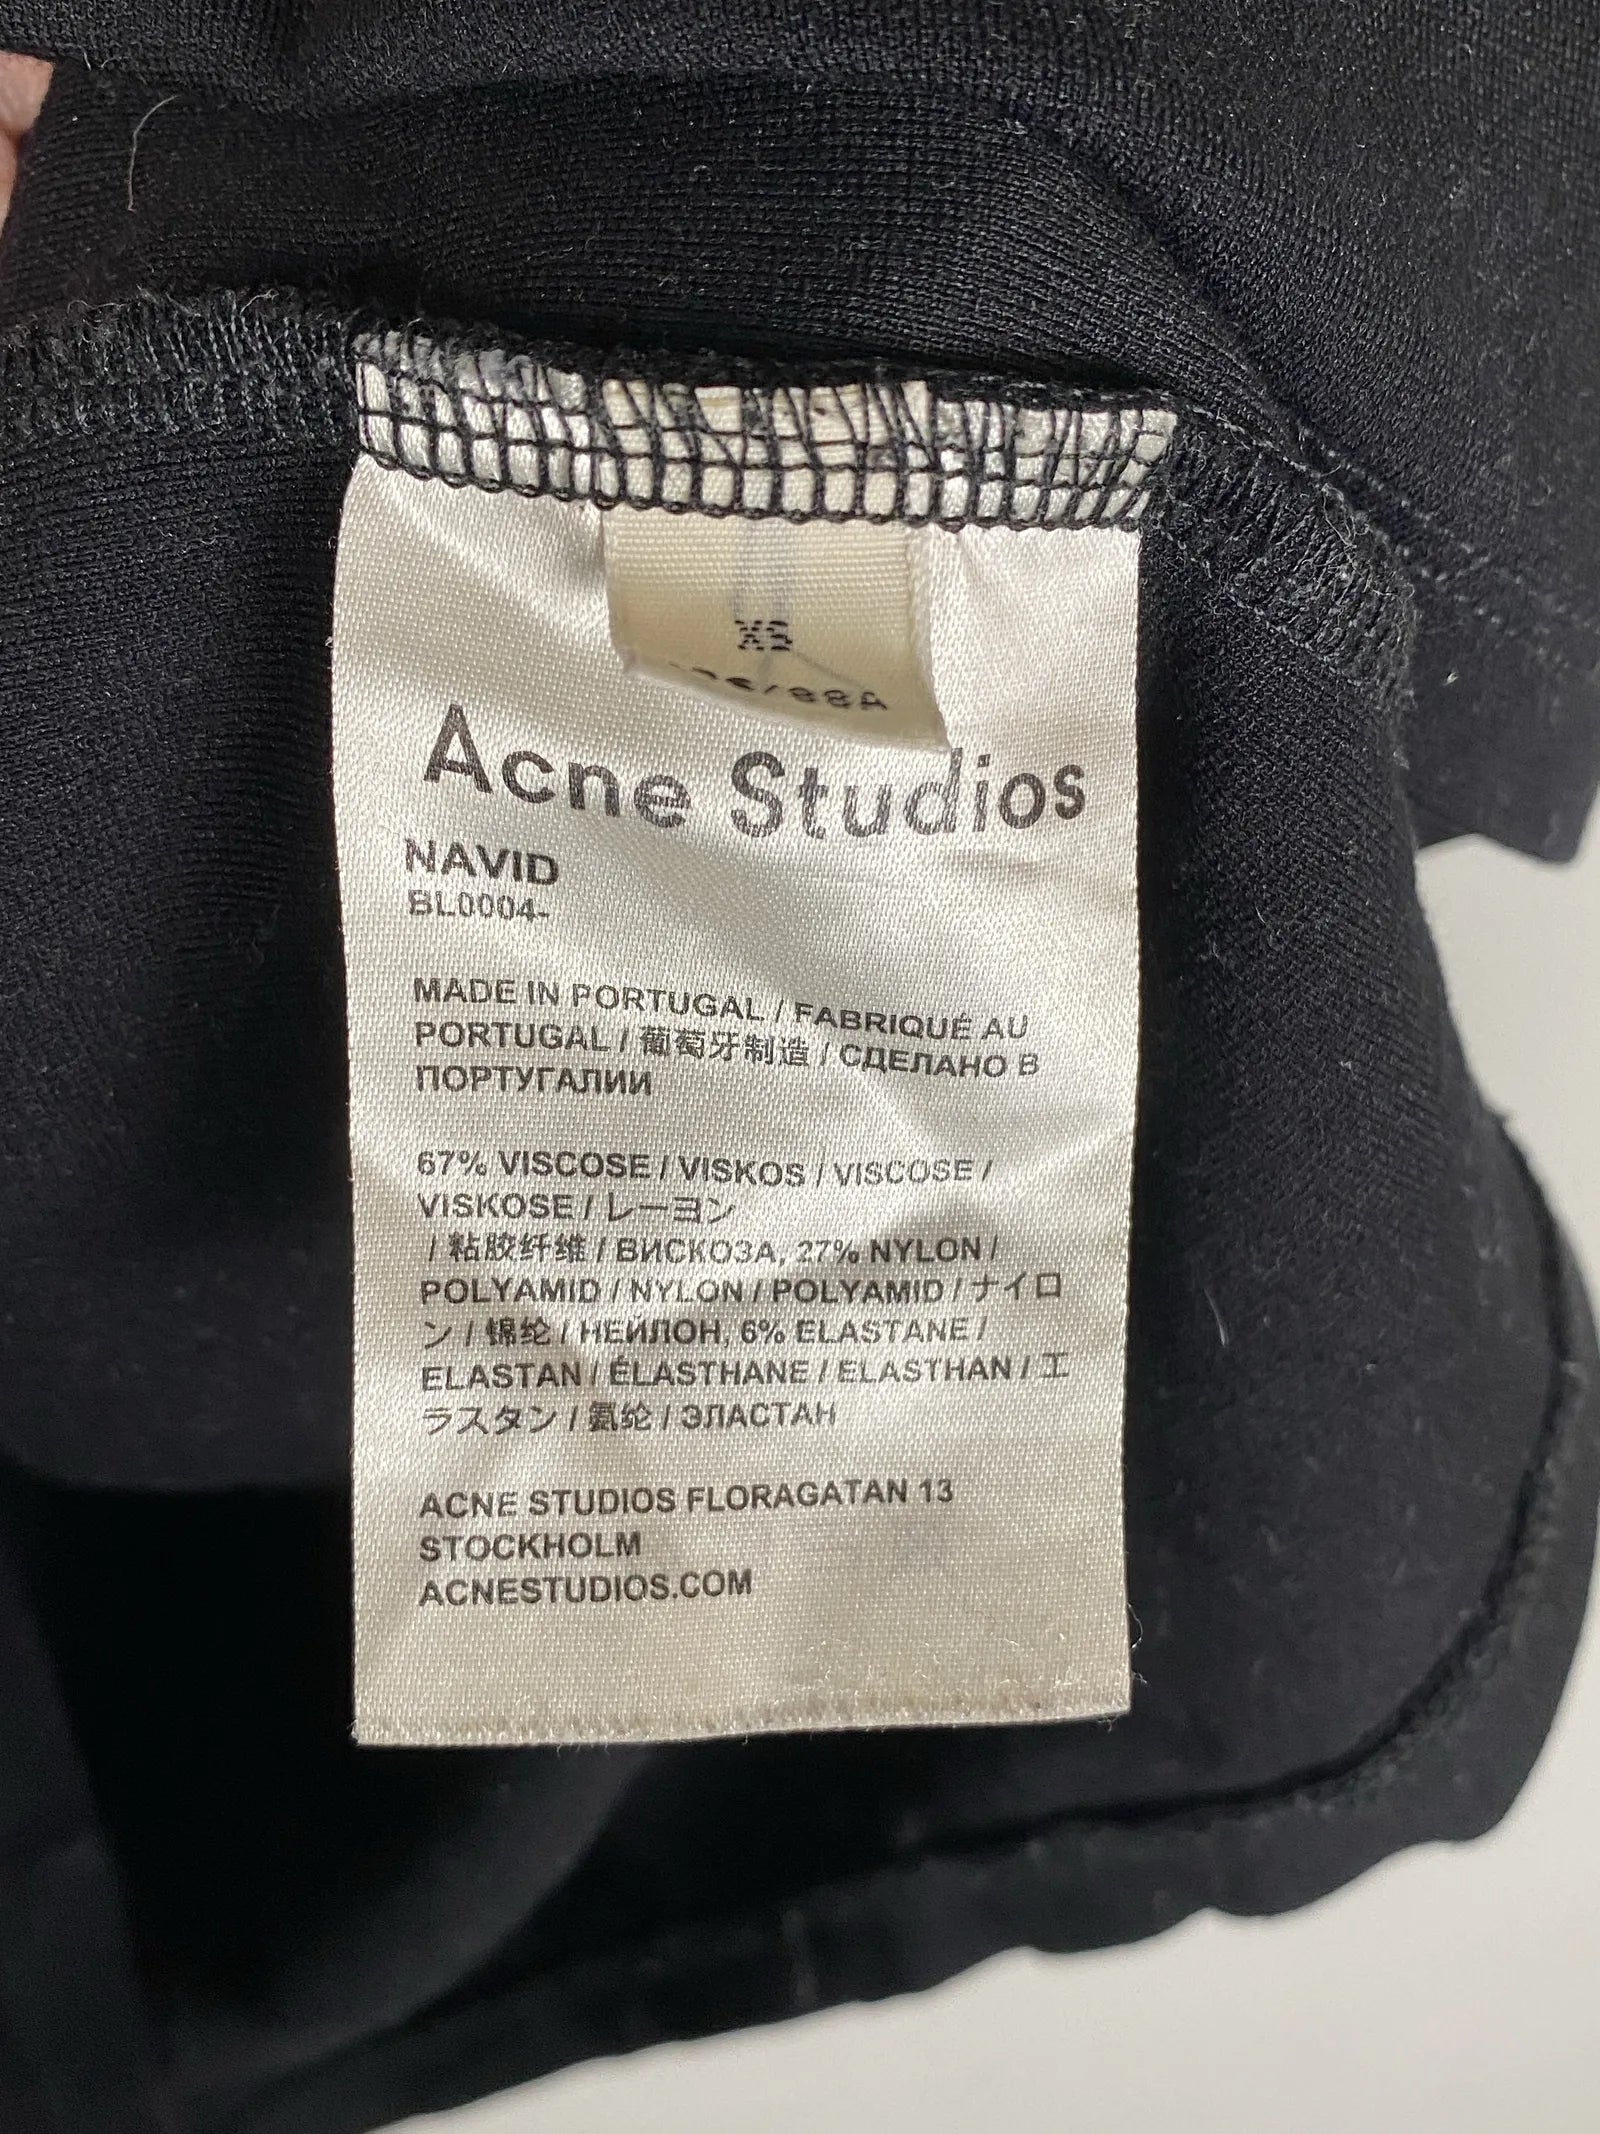 XS
/88A
Acne Studios
NAVID
BL0004-
MADE IN PORTUGAL / FABRIQUÉ AU
PORTUGAL / 葡萄牙制造 / СДЕЛАНО В
ПОРТУГАЛИИ
67% VISCOSE / VISKOS / VISCOSE /
VISKOSE / レーヨン
/ 粘胶纤维 / ВИСКОЗА, 27% NYLON /
POLYAMID / NYLON / POLYAMID / ナイロ
ン / 锦纶 / НЕЙЛОН, 6% ELASTANE /
ELASTAN / ÉLASTHANE / ELASTHAN / エ
ラスタン / 氨纶 / ЭЛАСТАН
ACNE STUDIOS FLORAGATAN 13
STOCKHOLM
ACNESTUDIOS.COM